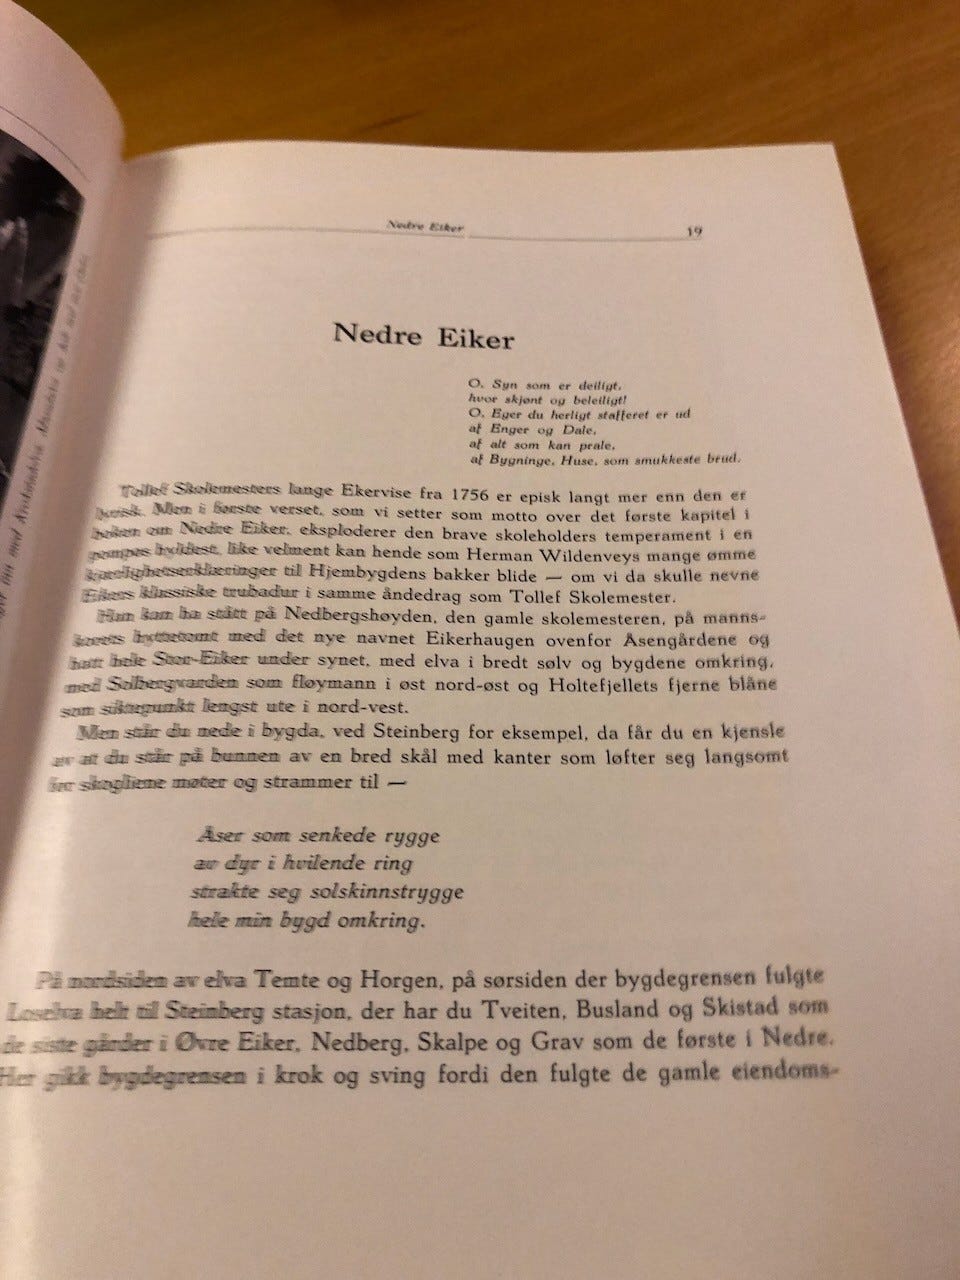 Nedre Eiker 19
Nedre Eiker
O, Syn som er deiligt,
hvor skjønt og beleiligt!
O, Eger du herligt stafferet er ud
af Enger og Dale,
af alt som kan prale,
af Bygninge, Huse, som smukkeste brud.
Tollef Skolemesters lange Ekervise fra 1756 er episk langt mer enn den er
lyrisk. Men i første verset, som vi setter som motto over det første kapitel i
boken om Nedre Eiker, eksploderer den brave skoleholders temperament i en
pompøs hyldest, like velment kan hende som Herman Wildenveys mange ømme
kjærlighetserklæringer til Hjembygdens bakker blide — om vi da skulle nevne
Eikers klassiske trubadur i samme åndedrag som Tollef Skolemester.
Han kan ha stått på Nedbergshøyden, den gamle skolemesteren, på manns-
korets hyttetomt med det nye navnet Eikerhaugen ovenfor Åsengårdene og
hatt hele Stor-Eiker under synet, med elva i bredt sølv og bygdene omkring,
med Solbergvarden som fløymann i øst nord-øst og Holtefjellets fjerne blåne
som siktepunkt lengst ute i nord-vest.
Men står du nede i bygda, ved Steinberg for eksempel, da får du en kjensle
av at du står på bunnen av en bred skål med kanter som løfter seg langsomt
før skogliene møter og strammer til —
Åser som senkede rygge
av dyr i hvilende ring
strakte seg solskinnstrygge
hele min bygd omkring.
På nordsiden av elva Temte og Horgen, på sørsiden der bygdegrensen fulgte
Loselva helt til Steinberg stasjon, der har du Tveiten, Busland og Skistad som
de siste gårder i Øvre Eiker, Nedberg, Skalpe og Grav som de første i Nedre.
Her gikk bygdegrensen i krok og sving fordi den fulgte de gamle eiendoms-